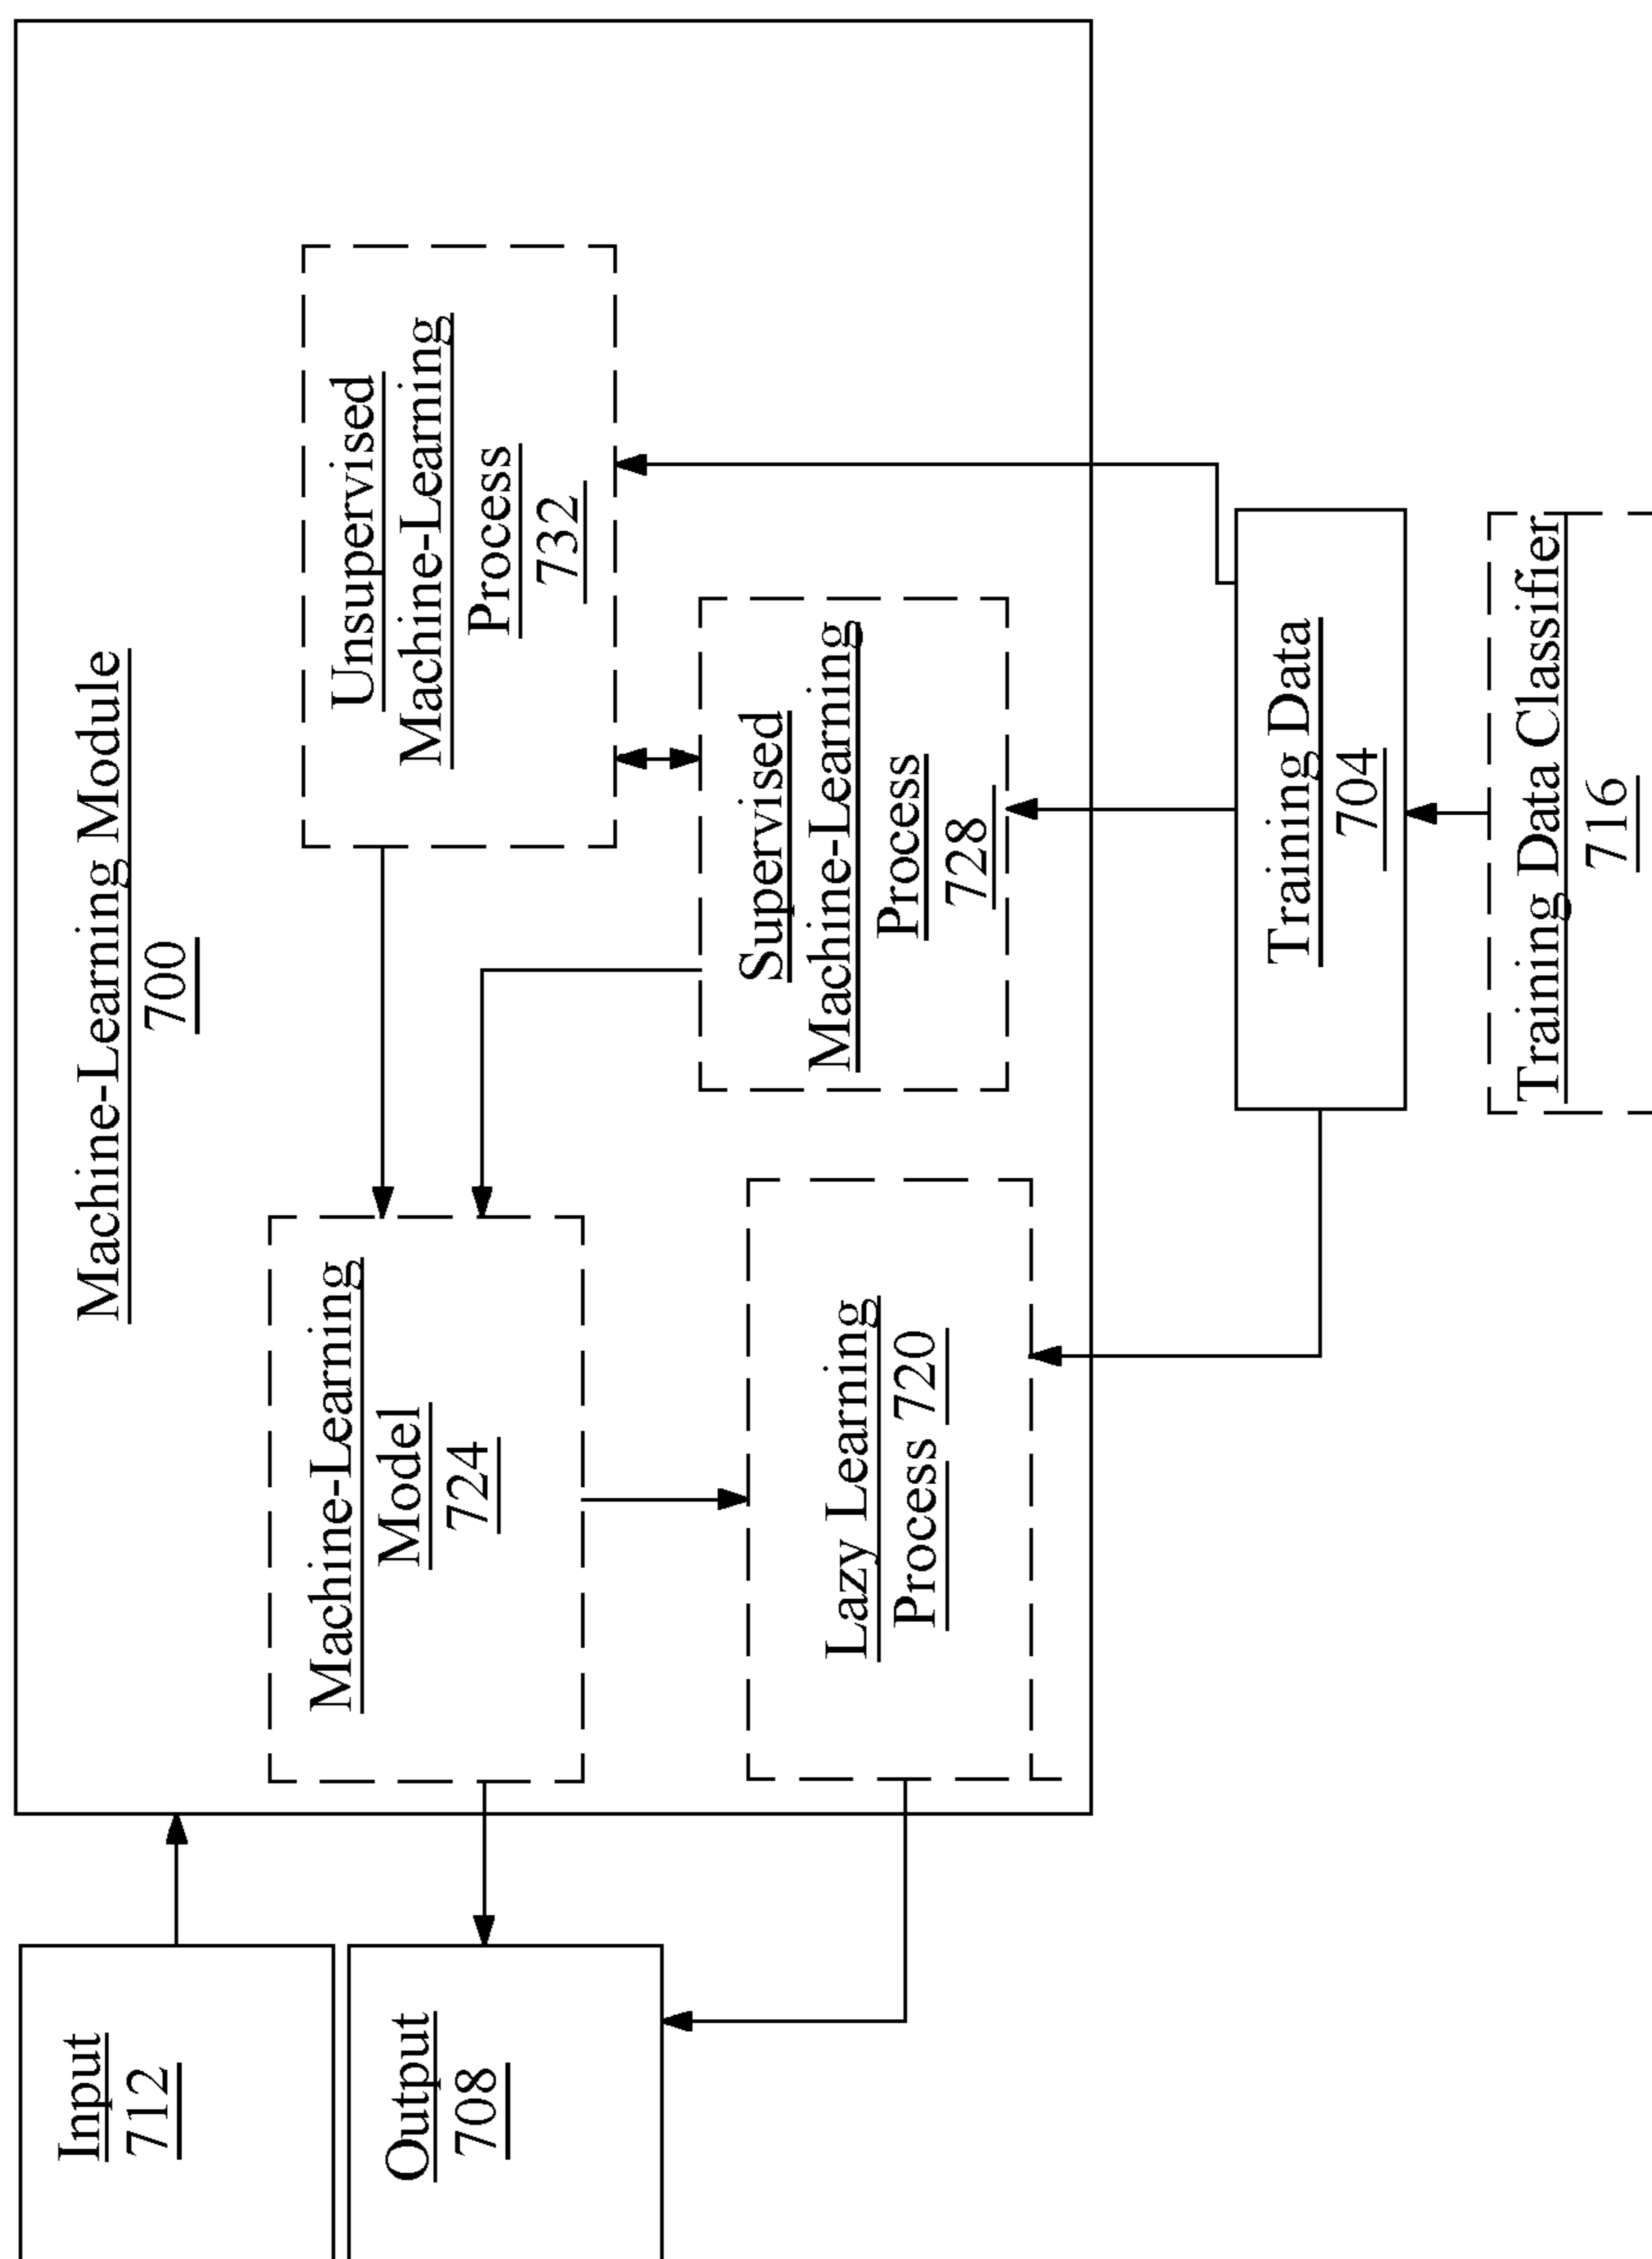 Machine-Learning Module
700
Input
712
Output
708
Machine-Learning
Model
724
Unsupervised
Machine-Learning
Process
732
Lazy Learning
Process 720
Supervised
Machine-Learning
Process
728
Training Data
704
Training Data Classifier
716